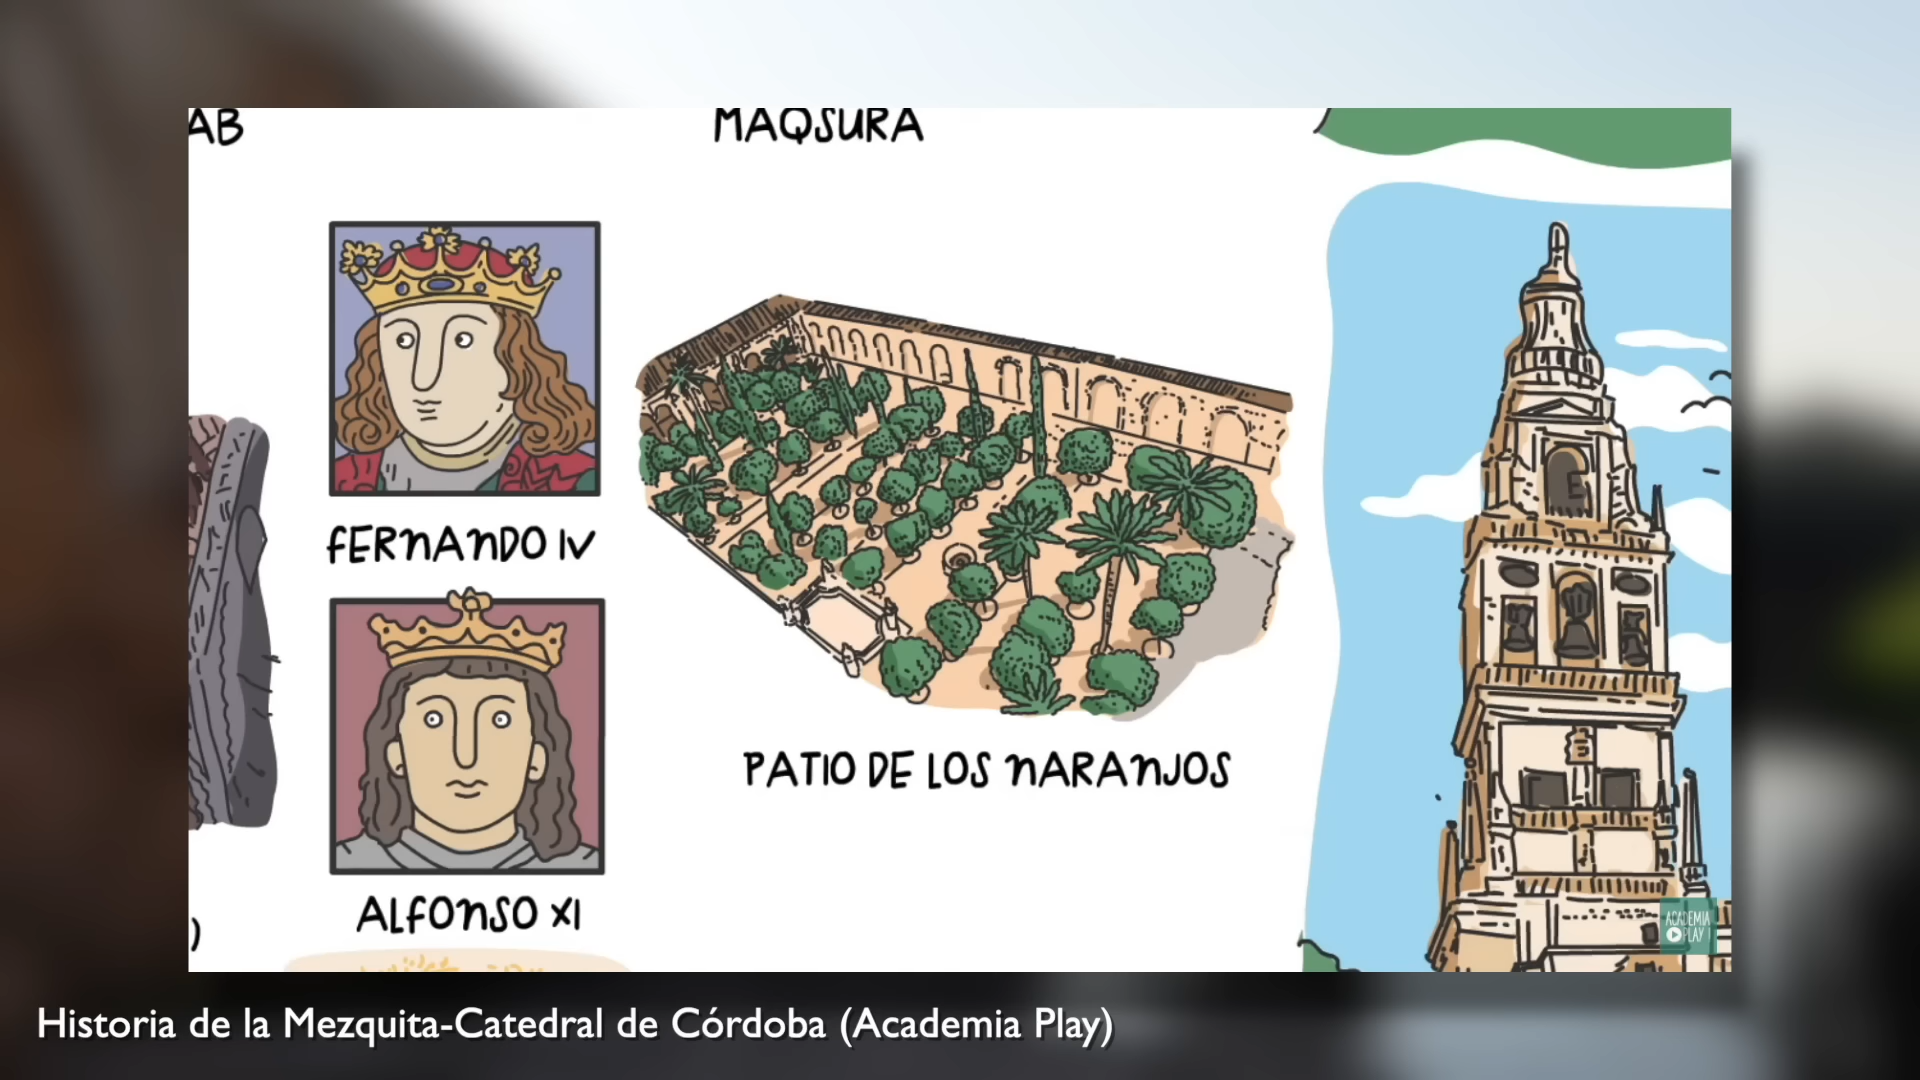 AB
MAQSURA
FERNANDO IV
ALFONSO XI
PATIO DE LOS NARANJOS
)
ACADEMIA
PLAY
Historia de la Mezquita-Catedral de Córdoba (Academia Play)